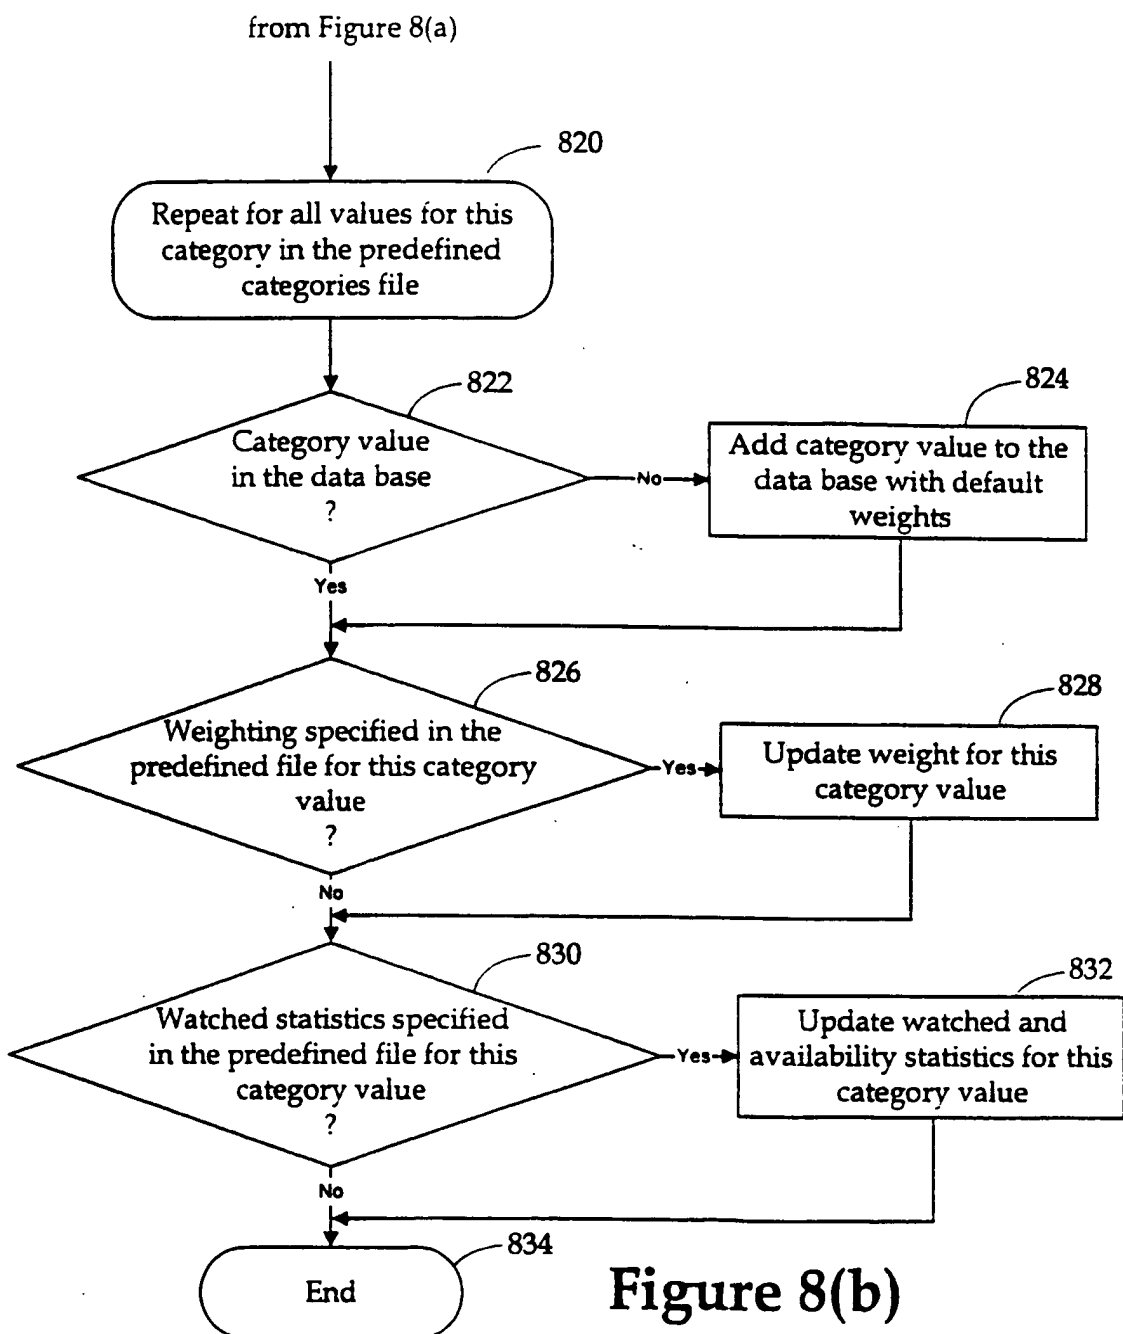 from Figure 8(a)
820
Repeat for all values for this
category in the predefined
categories file
822
Category value
in the data base
?
No
824
Add category value to the
data base with default
weights
Yes
826
Weighting specified in the
predefined file for this category
value
?
Yes
828
Update weight for this
category value
No
830
Watched statistics specified
in the predefined file for this
category value
?
Yes
832
Update watched and
availability statistics for this
category value
No
834
End
Figure 8(b)